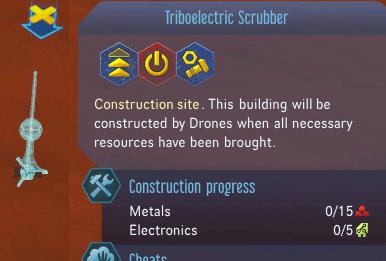 Triboelectric Scrubber
Construction site. This building will be
constructed by Drones when all necessary
resources have been brought.
Construction progress
Metals 0/15
Electronics 0/5
Cheats